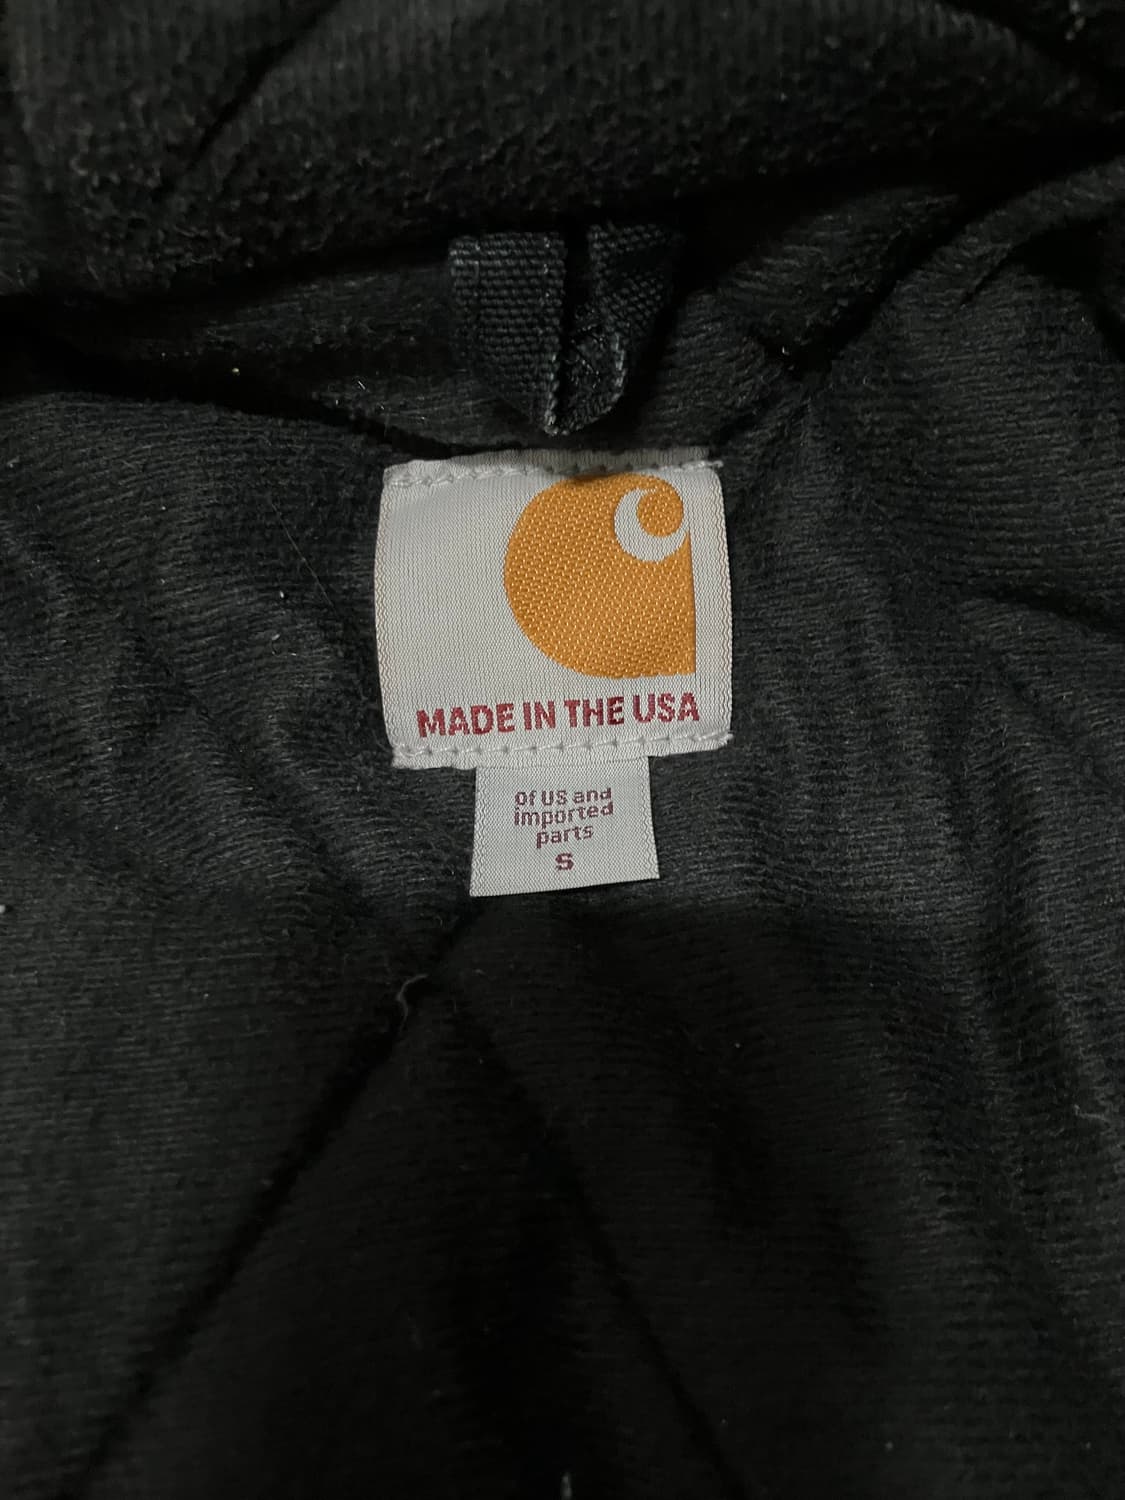 MADE IN THE USA
Of US and
imported
parts
S